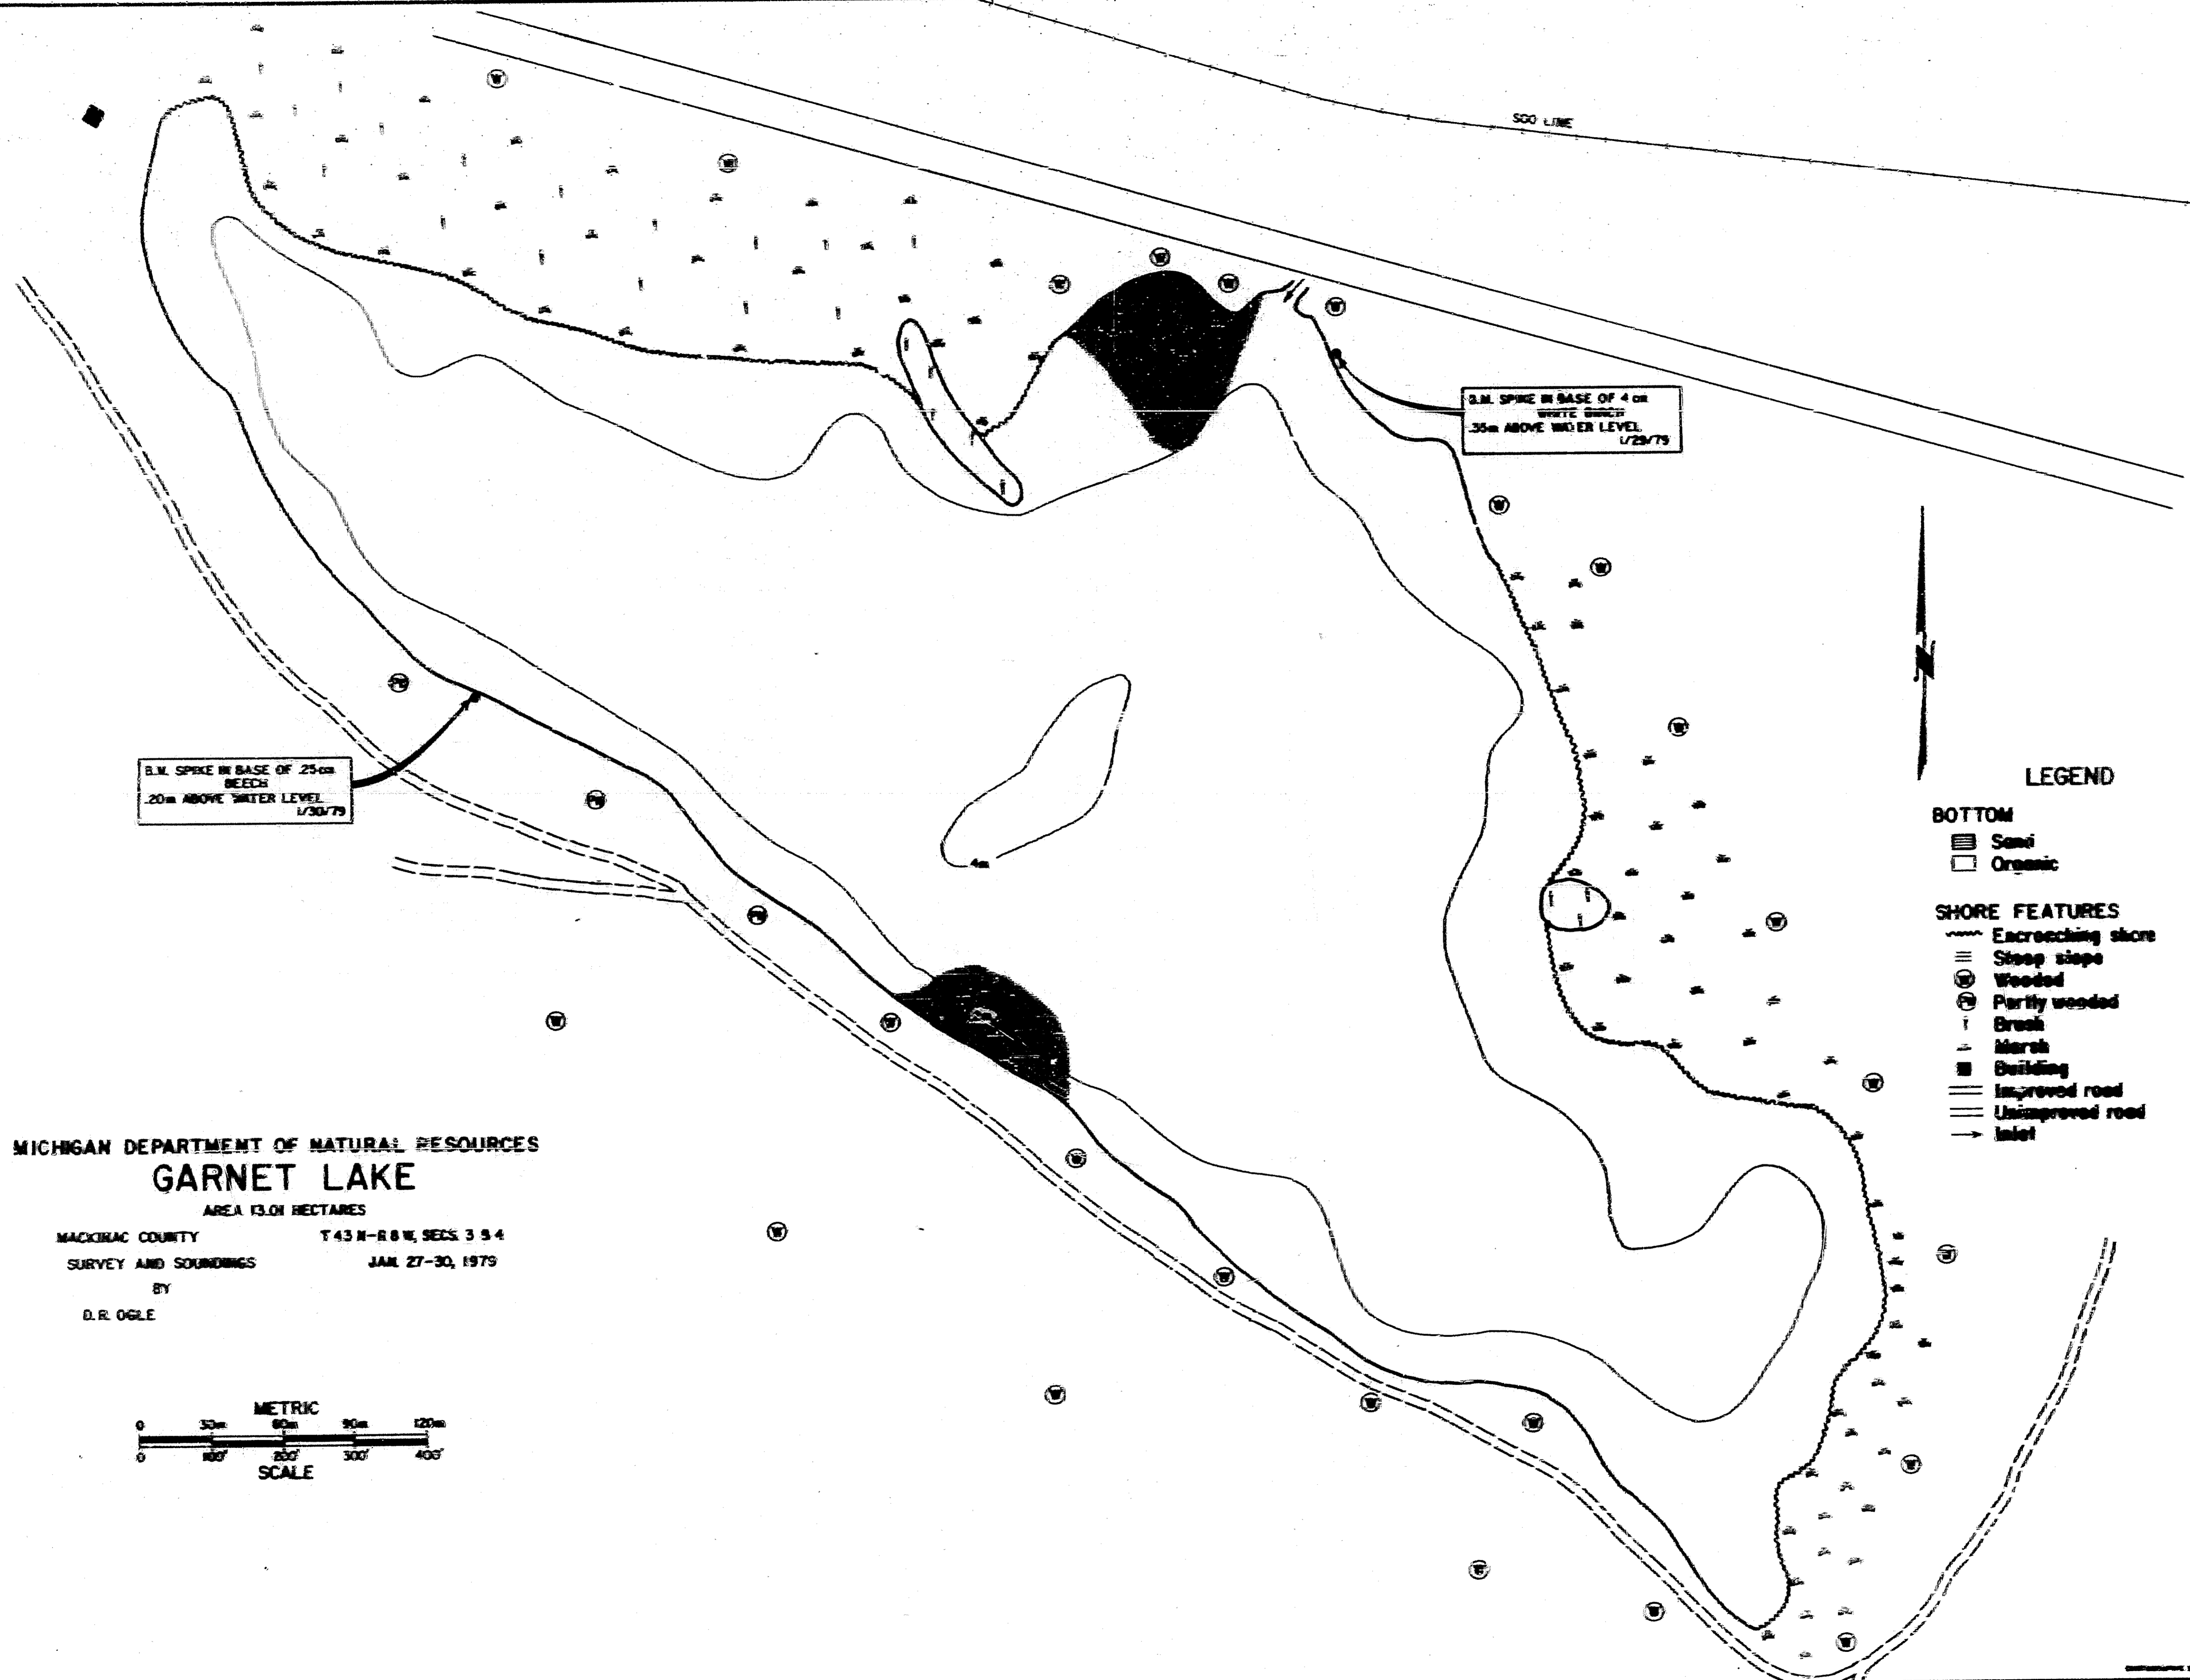 SOO LINE
B.M. SPIKE IN BASE OF 4 cm
WHITE BIRCH
.35m ABOVE WATER LEVEL
1/29/79
N
B.M. SPIKE IN BASE OF .25cm
BEECH
.20m ABOVE WATER LEVEL
1/30/79
4m
LEGEND
BOTTOM
Sand
Organic
SHORE FEATURES
Encroaching shore
Steep slope
W Wooded
PW Partly wooded
Brush
Marsh
Building
Improved road
Unimproved road
Inlet
MICHIGAN DEPARTMENT OF NATURAL RESOURCES
GARNET LAKE
AREA 13.01 HECTARES
MACKINAC COUNTY T 43 N-R 8 W, SECS. 3 & 4
SURVEY AND SOUNDINGS JAN. 27-30, 1979
BY
D.R. OGLE
METRIC
0 30m 60m 90m 120m
0 100' 200' 300' 400'
SCALE